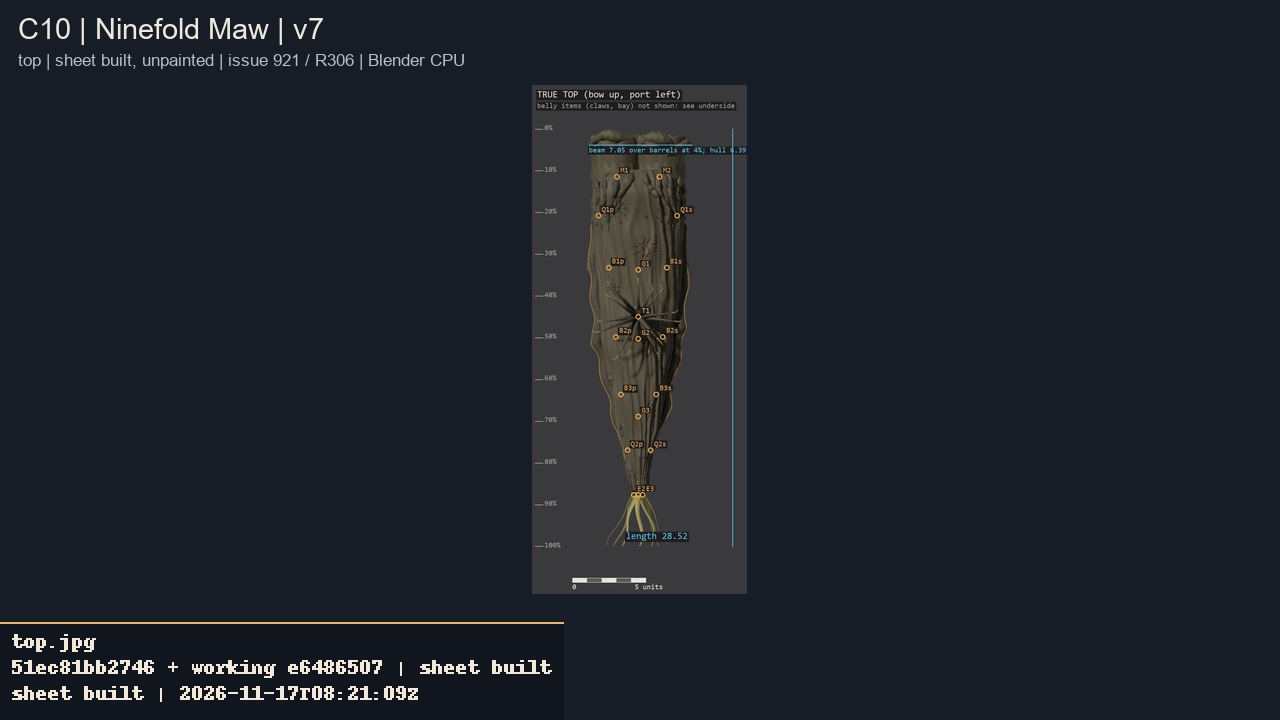 C10 | Ninefold Maw | v7
top | sheet built, unpainted | issue 921 / R306 | Blender CPU
TRUE TOP (bow up, port left)
belly items (claws, bay) not shown: see underside
0%
beam 7.05 over barrels at 4%; hull 6.39
10%
M1 M2
20%
Q1p Q1s
30%
B1p G1 B1s
40%
T1
50%
B2p G2 B2s
60%
B3p B3s
G3
70%
Q2p Q2s
80%
E2 E3
90%
length 28.52
100%
0 5 units
top.jpg
51ec81bb2746 + working e6486507 | sheet built
sheet built | 2026-11-17T08:21:09Z